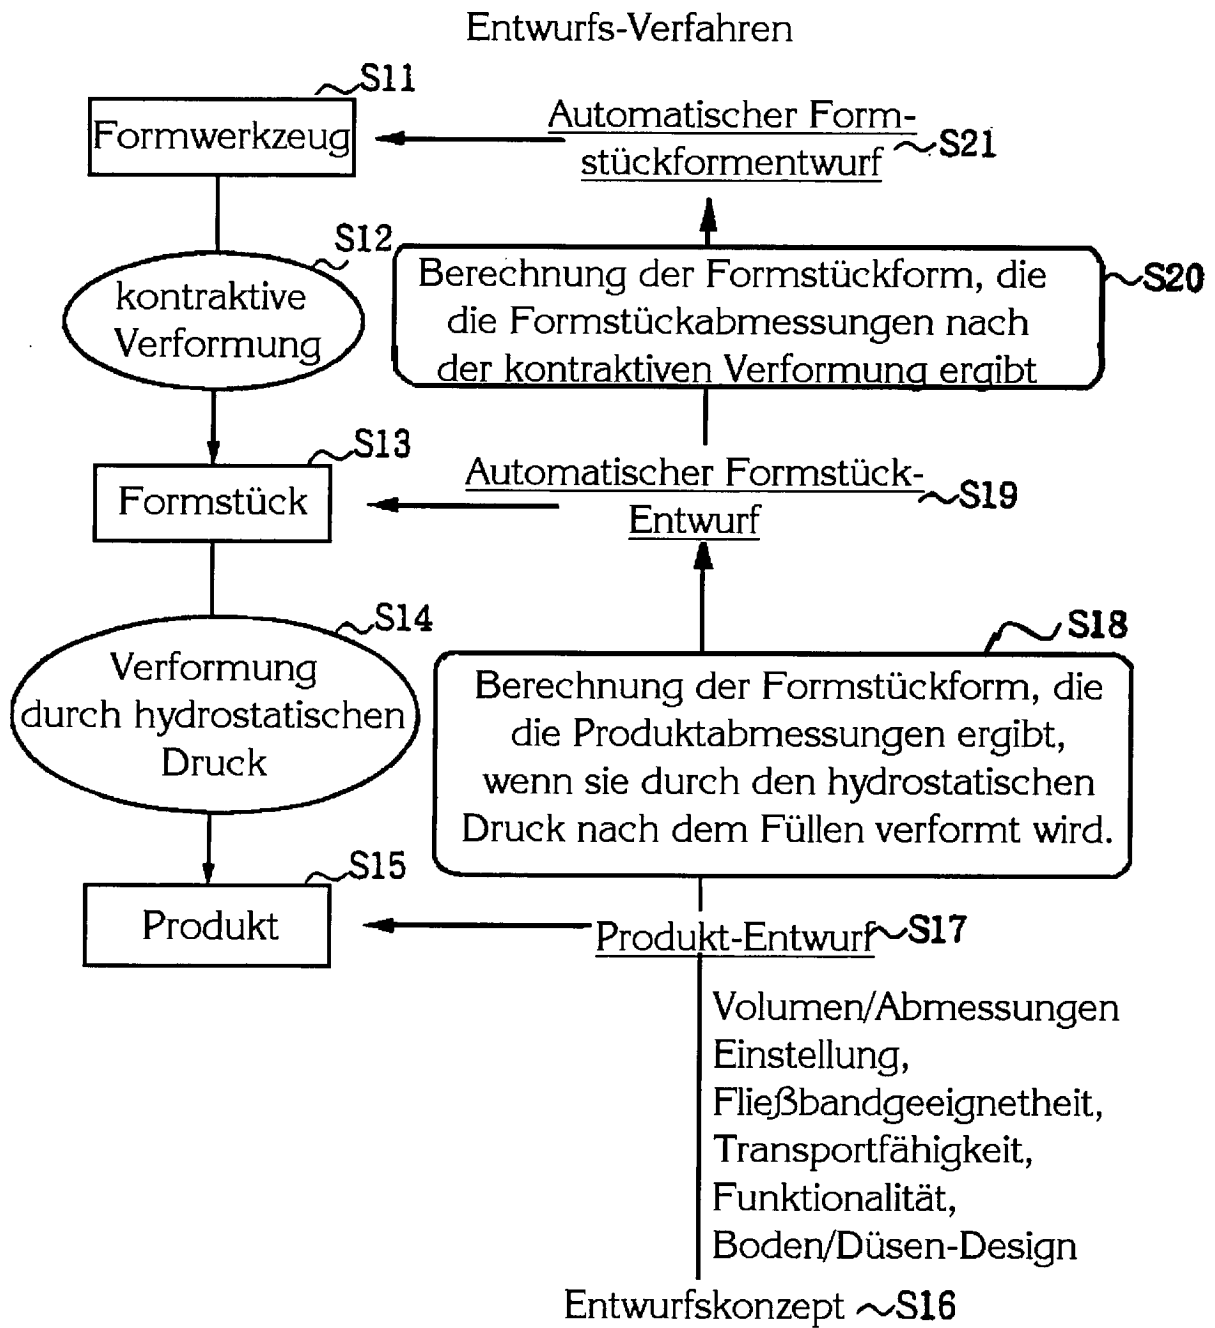 Entwurfs-Verfahren
S11
Formwerkzeug
Automatischer Form-
stückformentwurf
S21
S12
kontraktive
Verformung
Berechnung der Formstückform, die
die Formstückabmessungen nach
der kontraktiven Verformung ergibt
S20
S13
Formstück
Automatischer Formstück-
Entwurf
S19
S14
Verformung
durch hydrostatischen
Druck
S18
Berechnung der Formstückform, die
die Produktabmessungen ergibt,
wenn sie durch den hydrostatischen
Druck nach dem Füllen verformt wird.
S15
Produkt
Produkt-Entwurf
S17
Volumen/Abmessungen
Einstellung,
Fließbandgeeignetheit,
Transportfähigkeit,
Funktionalität,
Boden/Düsen-Design
Entwurfskonzept
S16